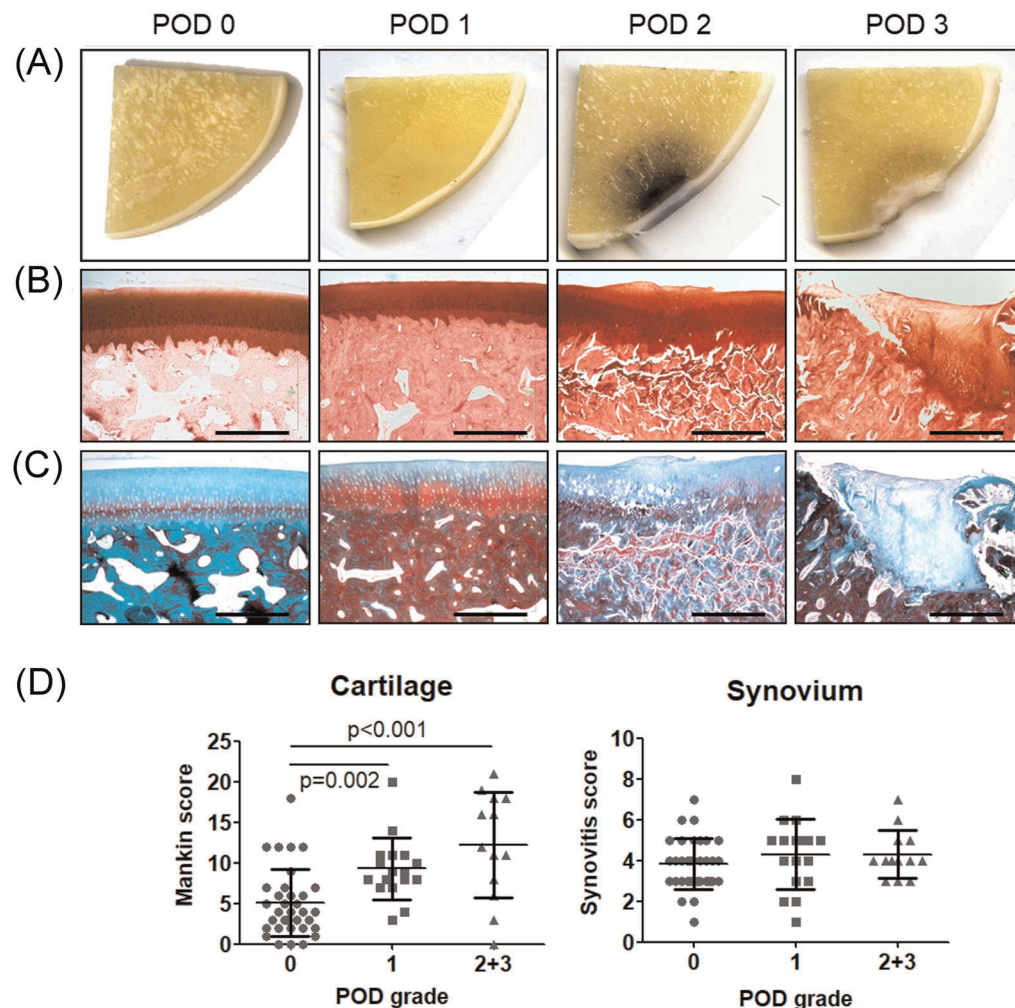 POD 0 POD 1 POD 2 POD 3
(A)
(B)
(C)
(D)
Cartilage
Mankin score
25
20
15
10
5
0
p<0.001
p=0.002
0 1 2+3
POD grade
Synovium
Synovitis score
10
8
6
4
2
0
0 1 2+3
POD grade